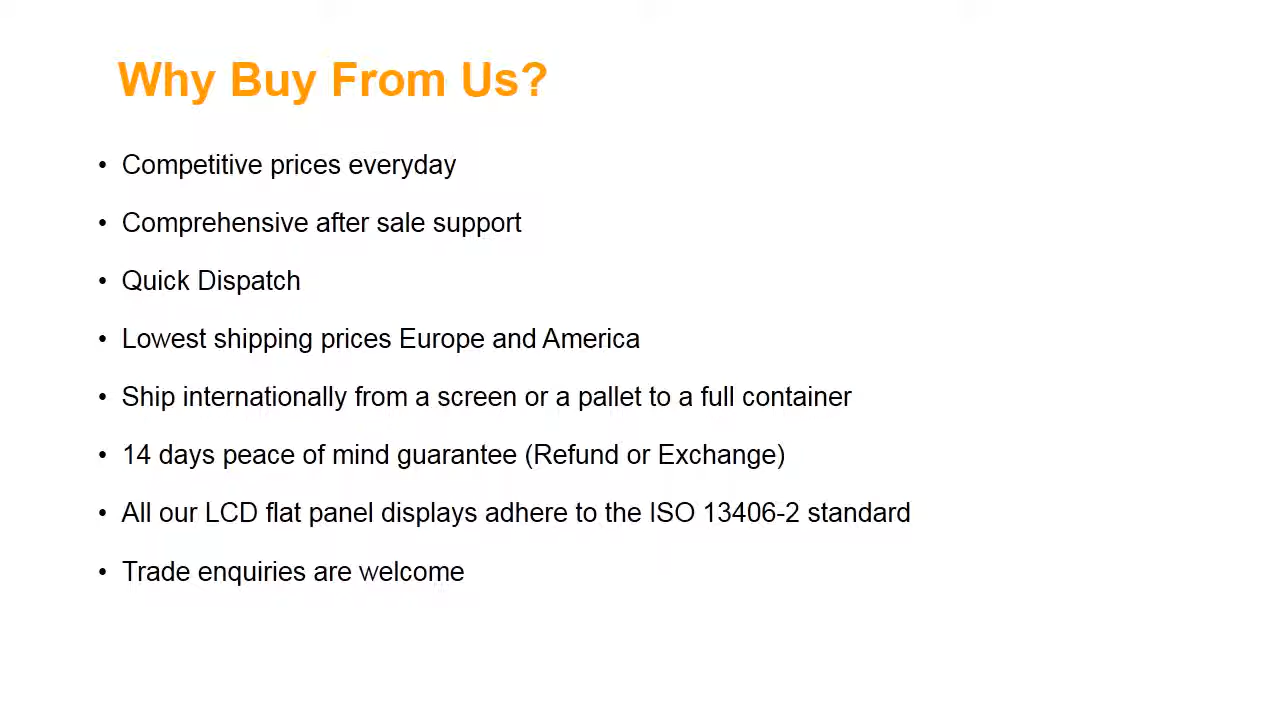 Why Buy From Us?
• Competitive prices everyday
• Comprehensive after sale support
• Quick Dispatch
• Lowest shipping prices Europe and America
• Ship internationally from a screen or a pallet to a full container
• 14 days peace of mind guarantee (Refund or Exchange)
• All our LCD flat panel displays adhere to the ISO 13406-2 standard
• Trade enquiries are welcome